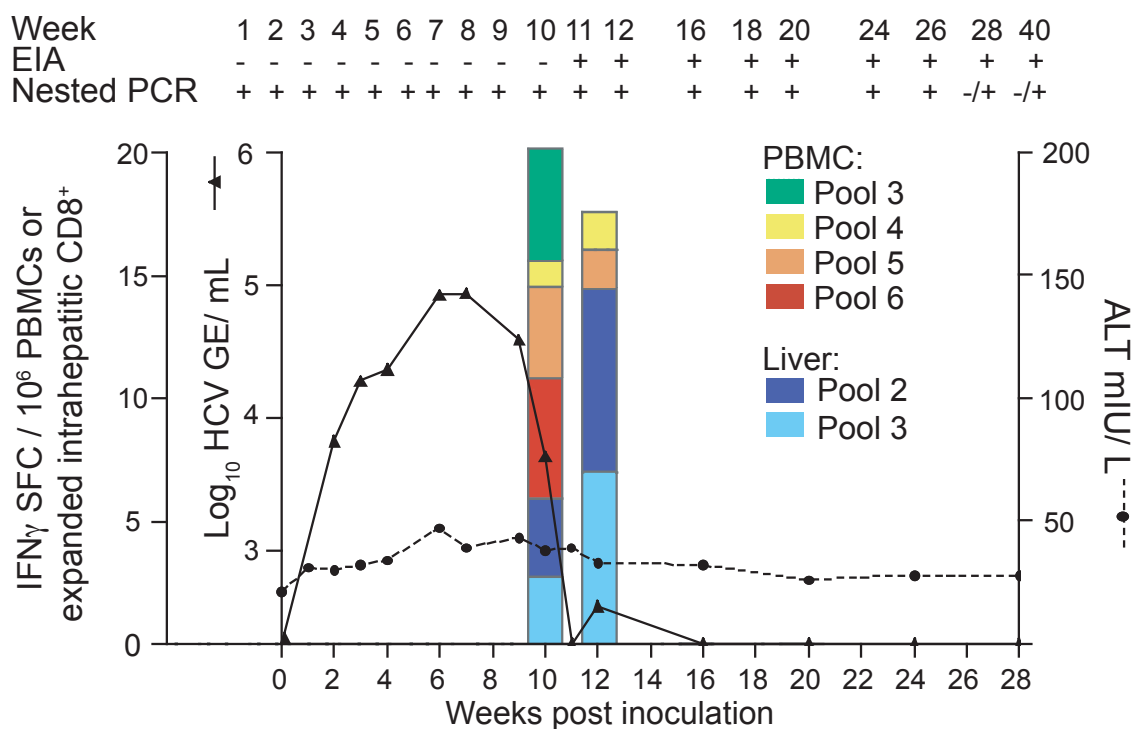 Week 1 2 3 4 5 6 7 8 9 10 11 12 16 18 20 24 26 28 40
EIA - - - - - - - - - - + + + + + + + + +
Nested PCR + + + + + + + + + + + + + + + + + -/+ -/+
IFNγ SFC / 10⁶ PBMCs or
expanded intrahepatitic CD8⁺
20
15
10
5
0
Log₁₀ HCV GE/ mL
6
5
4
3
PBMC:
Pool 3
Pool 4
Pool 5
Pool 6
Liver:
Pool 2
Pool 3
200
150
100
50
0
ALT mIU/ L
0 2 4 6 8 9 10 12 14 16 18 20 22 24 26 28
Weeks post inoculation